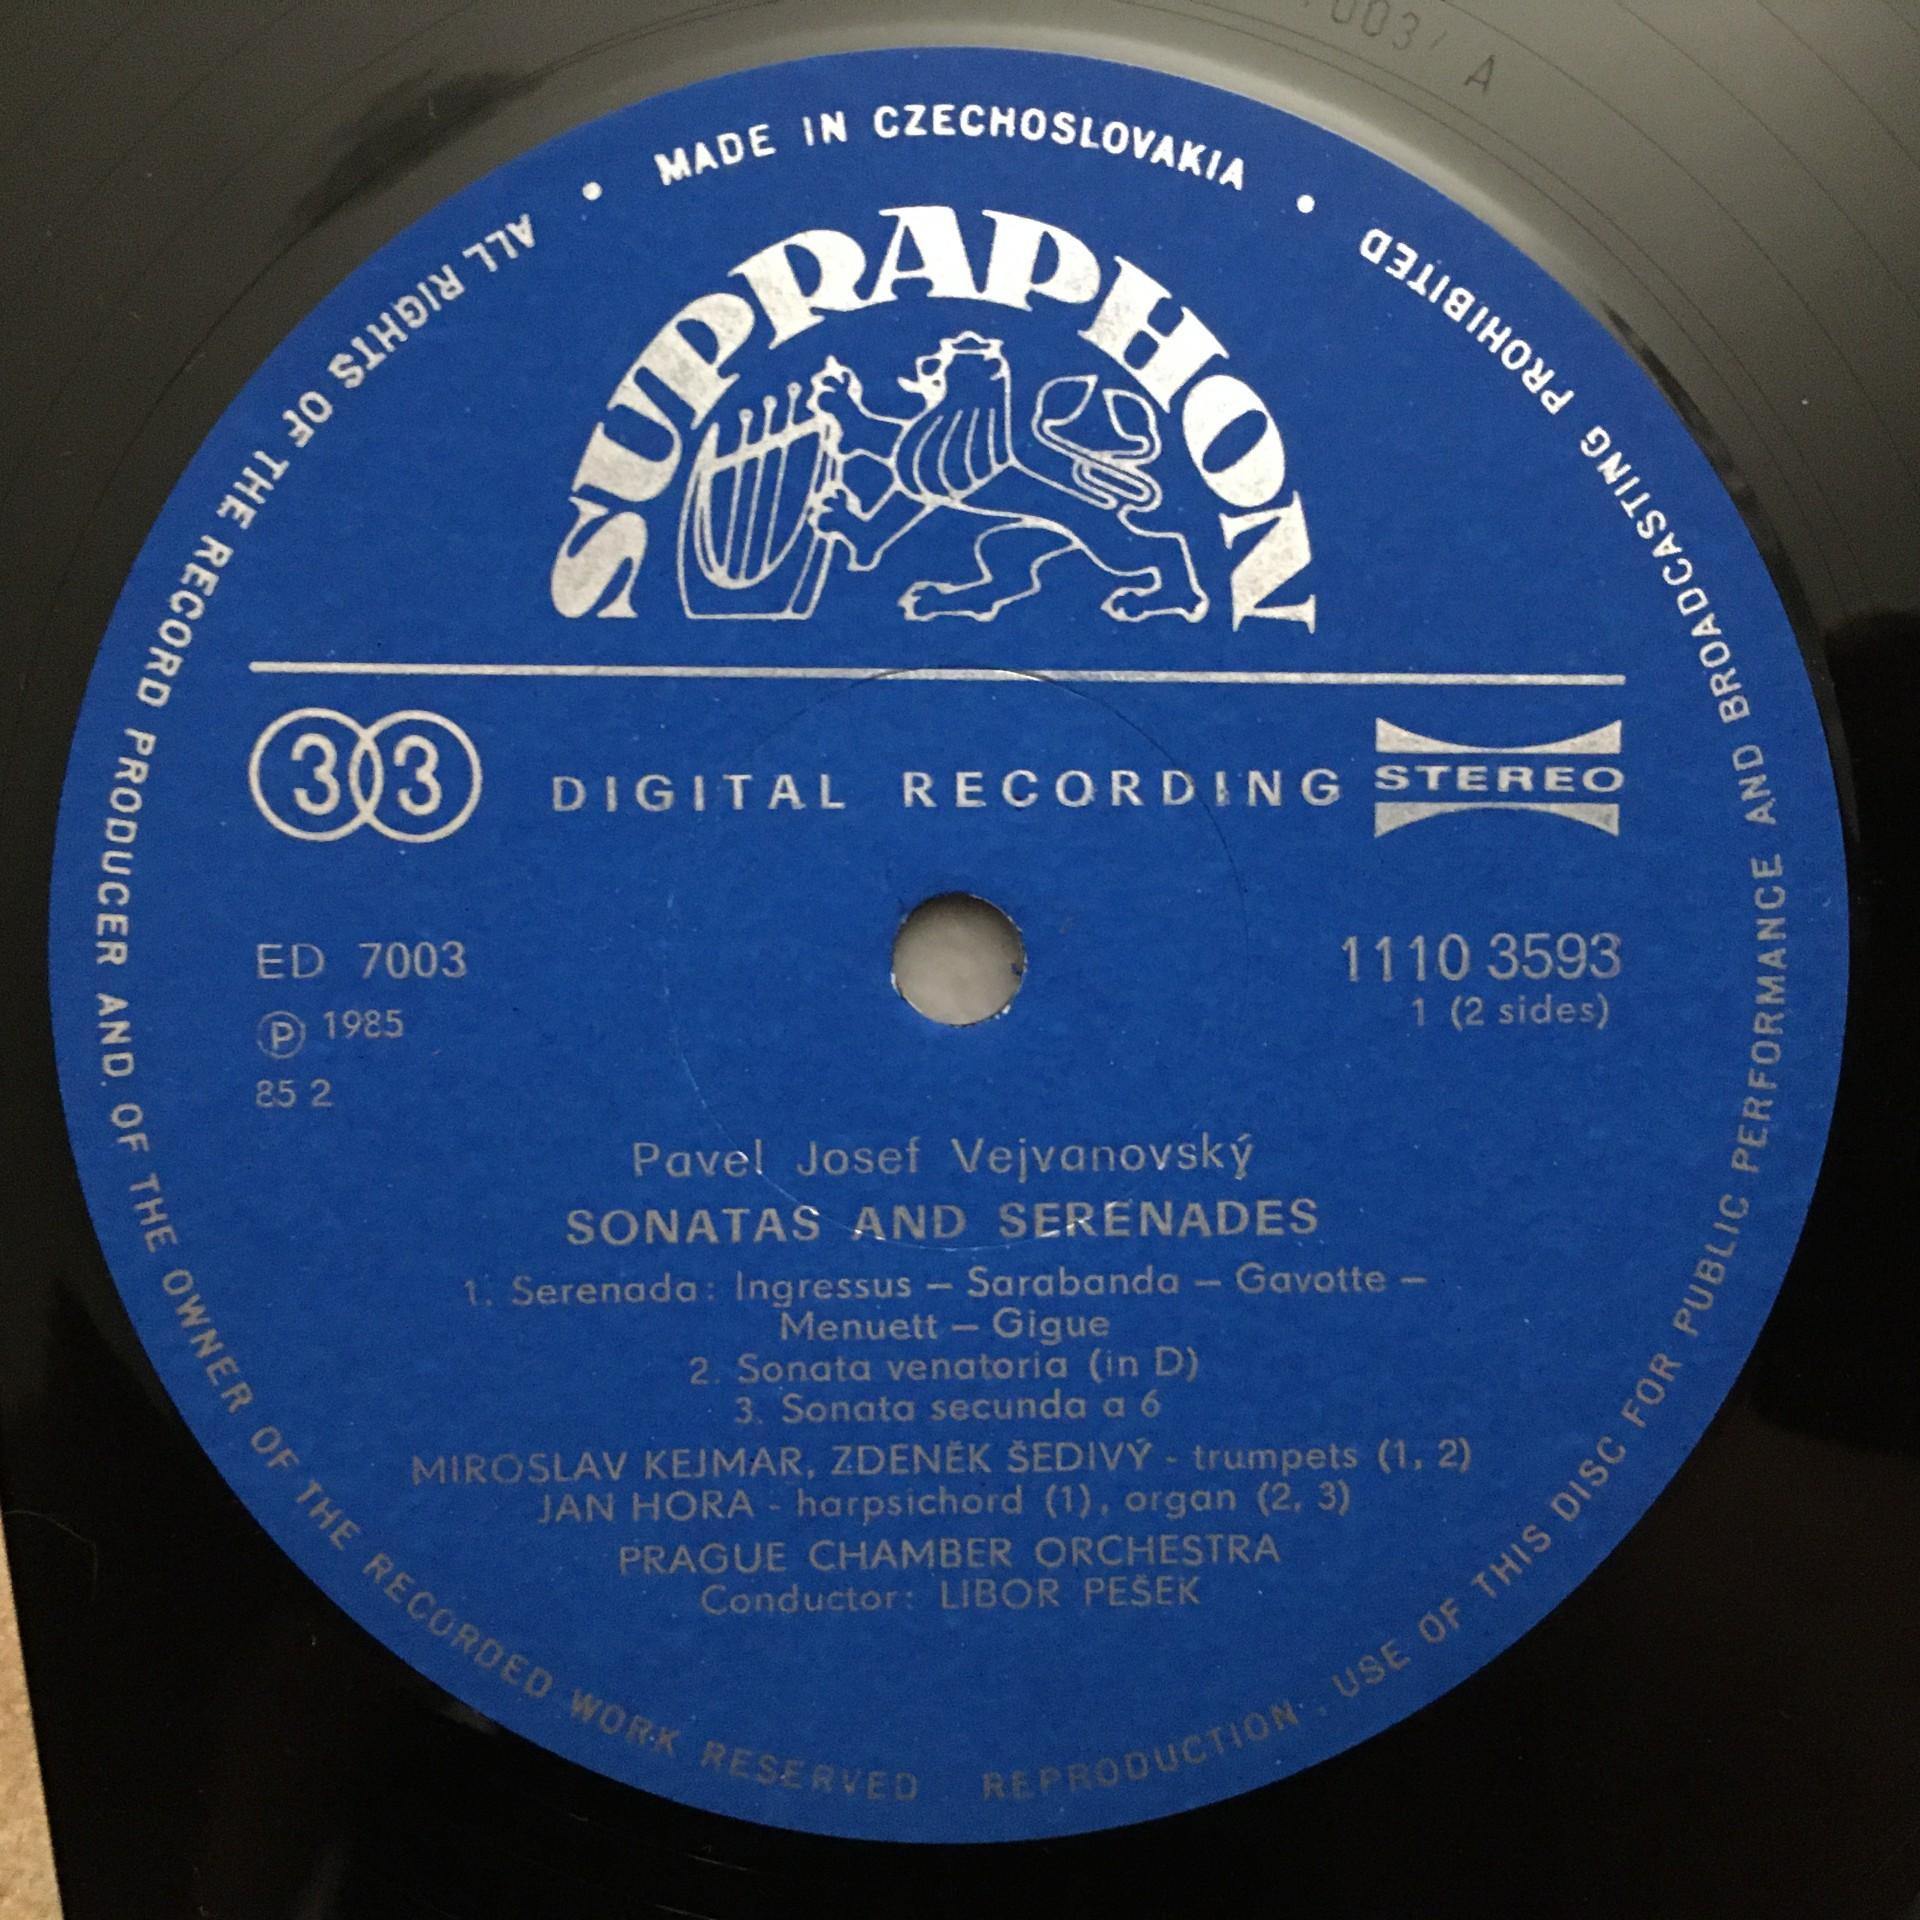 003' A
MADE IN CZECHOSLOVAKIA
SUPRAPHON
33 DIGITAL RECORDING STEREO
ED 7003
Ⓟ 1985
85 2
1110 3593
1 (2 sides)
Pavel Josef Vejvanovský
SONATAS AND SERENADES
1. Serenada: Ingressus – Sarabanda – Gavotte –
Menuett – Gigue
2. Sonata venatoria (in D)
3. Sonata secunda a 6
MIROSLAV KEJMAR, ZDENĚK ŠEDIVÝ - trumpets (1, 2)
JAN HORA - harpsichord (1), organ (2, 3)
PRAGUE CHAMBER ORCHESTRA
Conductor: LIBOR PEŠEK
ALL RIGHTS OF THE RECORD PRODUCER AND OF THE OWNER OF THE RECORDED WORK RESERVED
REPRODUCTION. USE OF THIS DISC FOR PUBLIC PERFORMANCE AND BROADCASTING PROHIBITED